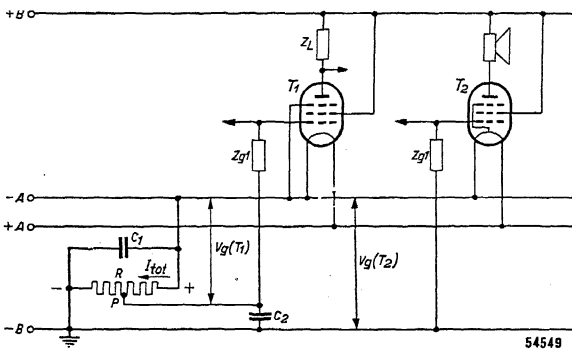 +B
Z_L
T_1
T_2
Z_g1
Z_g1
-A
+A
C_1
V_g(T_1)
V_g(T_2)
R
I_tot
-
+
P
C_2
-B
54549